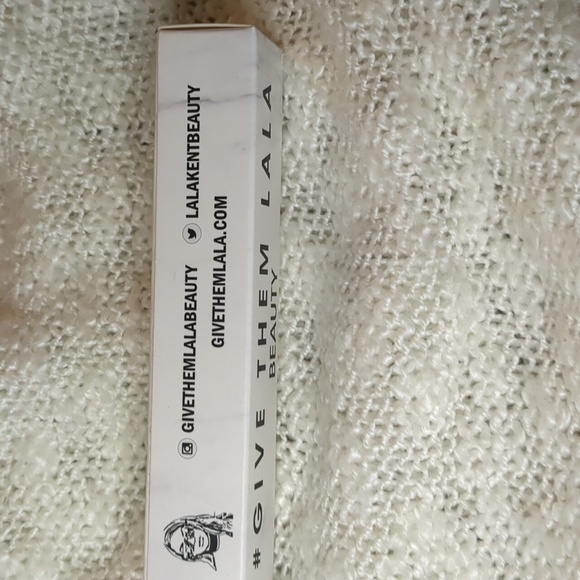 GIVETHEMLALABEAUTY LALAKENTBEAUTY
GIVETHEMLALA.COM
# GIVE THEM LALA
BEAUTY